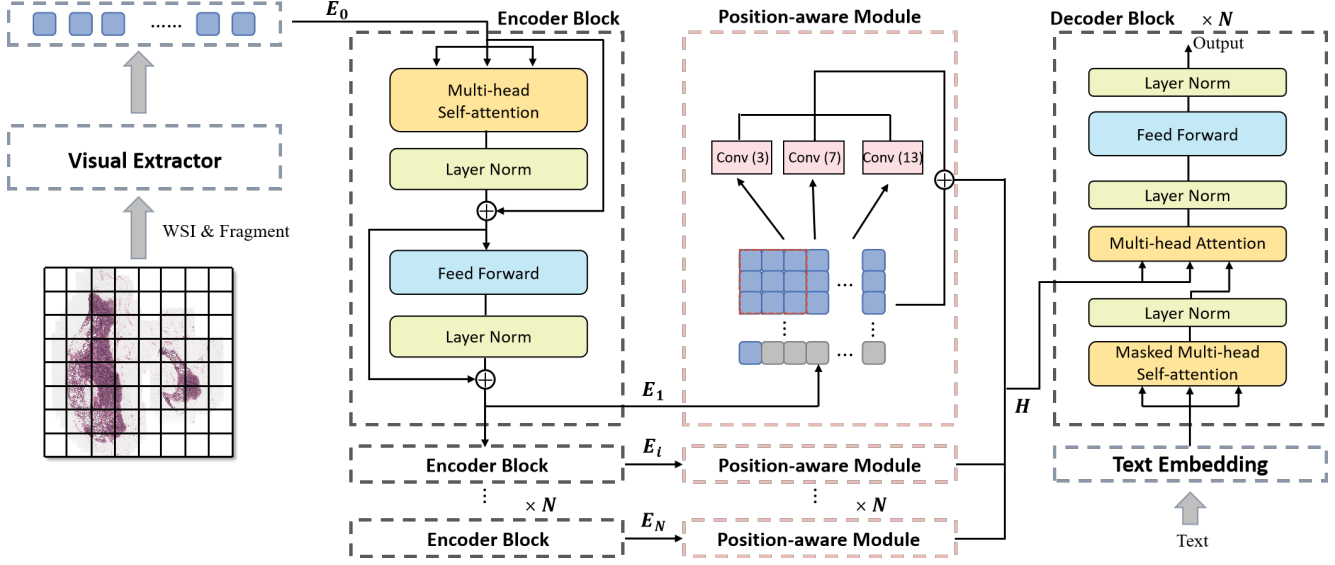 E0
Encoder Block
Position-aware Module
Decoder Block × N
......
Output
Multi-head
Self-attention
Layer Norm
Feed Forward
Layer Norm
Visual Extractor
WSI & Fragment
Conv (3)
Conv (7)
Conv (13)
...
...
E1
H
Layer Norm
Feed Forward
Layer Norm
Multi-head Attention
Layer Norm
Masked Multi-head
Self-attention
Encoder Block
Ei
Position-aware Module
× N
× N
Encoder Block
EN
Position-aware Module
Text Embedding
Text